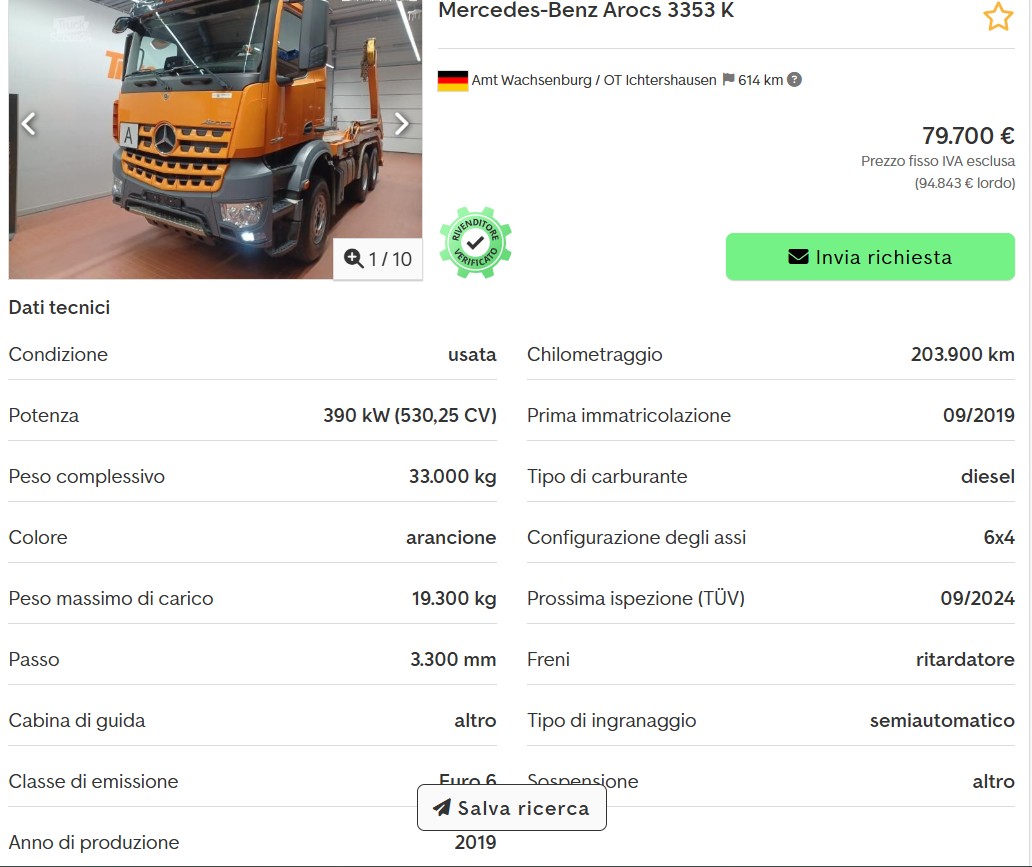 Mercedes-Benz Arocs 3353 K
Amt Wachsenburg / OT Ichtershausen 614 km ?
79.700 €
Prezzo fisso IVA esclusa
(94.843 € lordo)
A
RIVENDITORE
VERIFICATO
1 / 10
Invia richiesta
Dati tecnici
Condizione usata
Chilometraggio 203.900 km
Potenza 390 kW (530,25 CV)
Prima immatricolazione 09/2019
Peso complessivo 33.000 kg
Tipo di carburante diesel
Colore arancione
Configurazione degli assi 6x4
Peso massimo di carico 19.300 kg
Prossima ispezione (TÜV) 09/2024
Passo 3.300 mm
Freni ritardatore
Cabina di guida altro
Tipo di ingranaggio semiautomatico
Classe di emissione Euro 6
Sospensione altro
Salva ricerca
Anno di produzione 2019